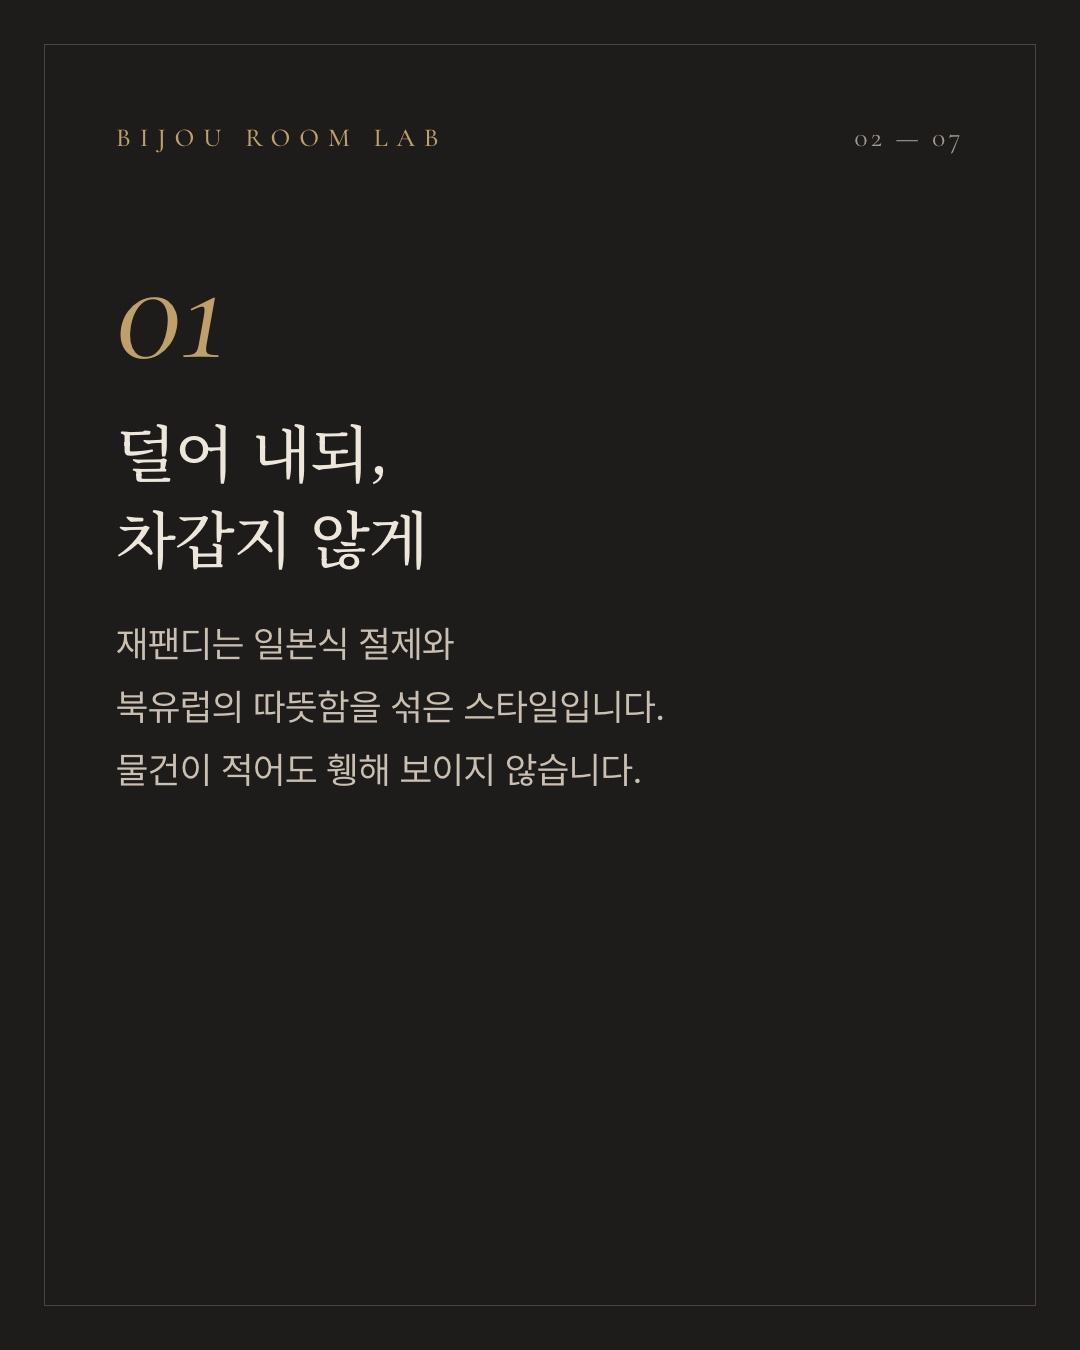 BIJOU ROOM LAB
02 — 07
01
덜어 내되,
차갑지 않게
재팬디는 일본식 절제와
북유럽의 따뜻함을 섞은 스타일입니다.
물건이 적어도 휑해 보이지 않습니다.